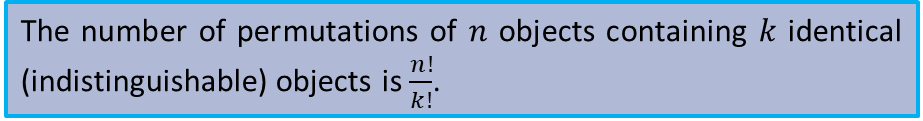 The number of permutations of n objects containing k identical
(indistinguishable) objects is n!/k!.